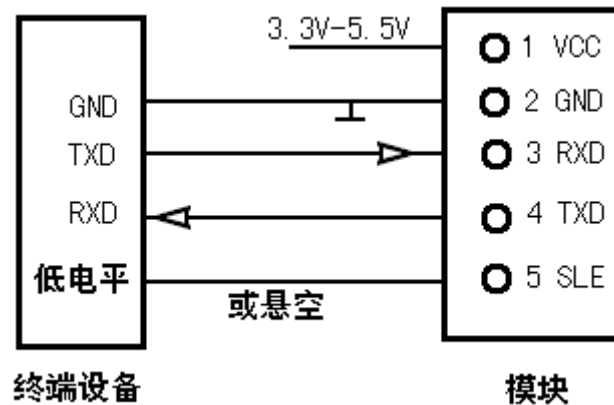 3.3V-5.5V
1 VCC
GND
2 GND
TXD
3 RXD
RXD
4 TXD
低电平
或悬空
5 SLE
终端设备
模块